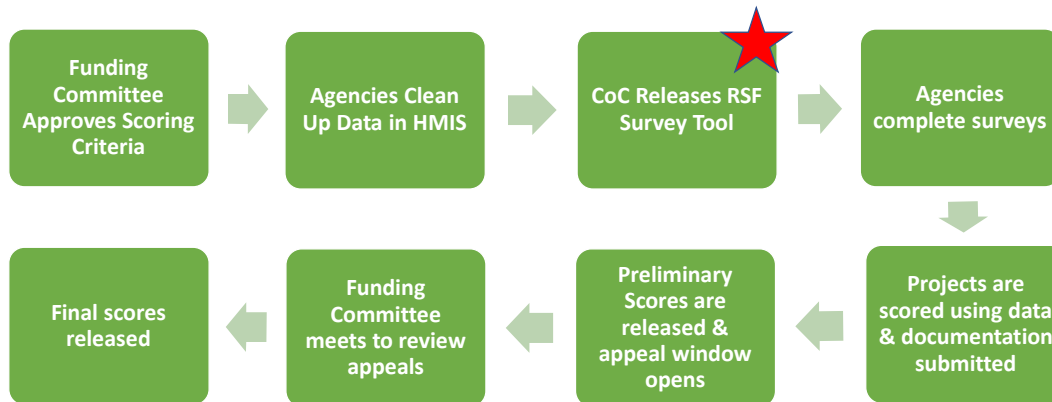 Funding
Committee
Approves Scoring
Criteria
Agencies Clean
Up Data in HMIS
CoC Releases RSF
Survey Tool
Agencies
complete surveys
Projects are
scored using data
& documentation
submitted
Preliminary
Scores are
released &
appeal window
opens
Funding
Committee
meets to review
appeals
Final scores
released